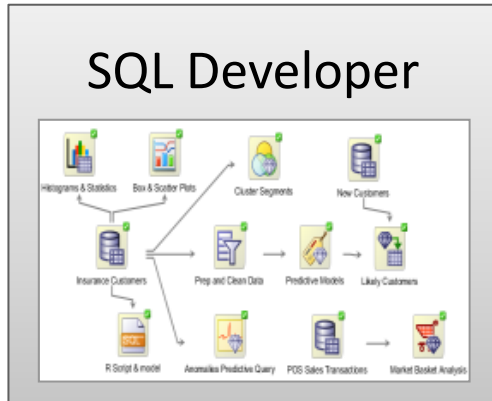 SQL Developer
Histograms & Statistics
Box & Scatter Plots
Cluster Segments
New Customers
Insurance Customers
Prep and Clean Data
Predictive Models
Likely Customers
SQL
R Script & model
Anomalies Predictive Query
POS Sales Transactions
Market Basket Analysis